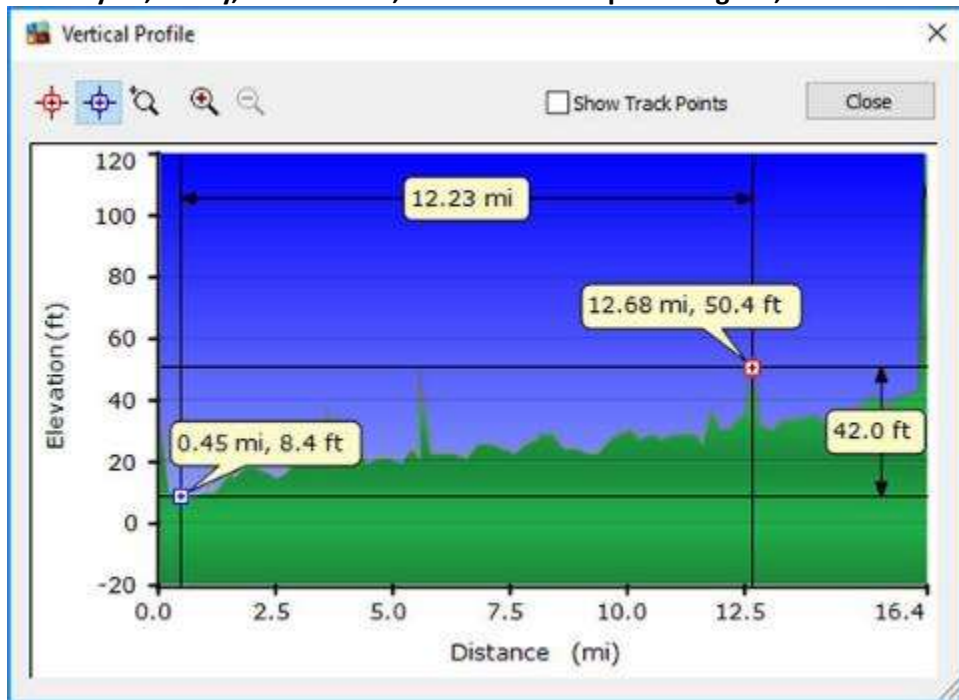 Vertical Profile
Show Track Points
Close
120
100
80
60
40
20
0
-20
Elevation (ft)
12.23 mi
12.68 mi, 50.4 ft
0.45 mi, 8.4 ft
42.0 ft
0.0 2.5 5.0 7.5 10.0 12.5 16.4
Distance (mi)